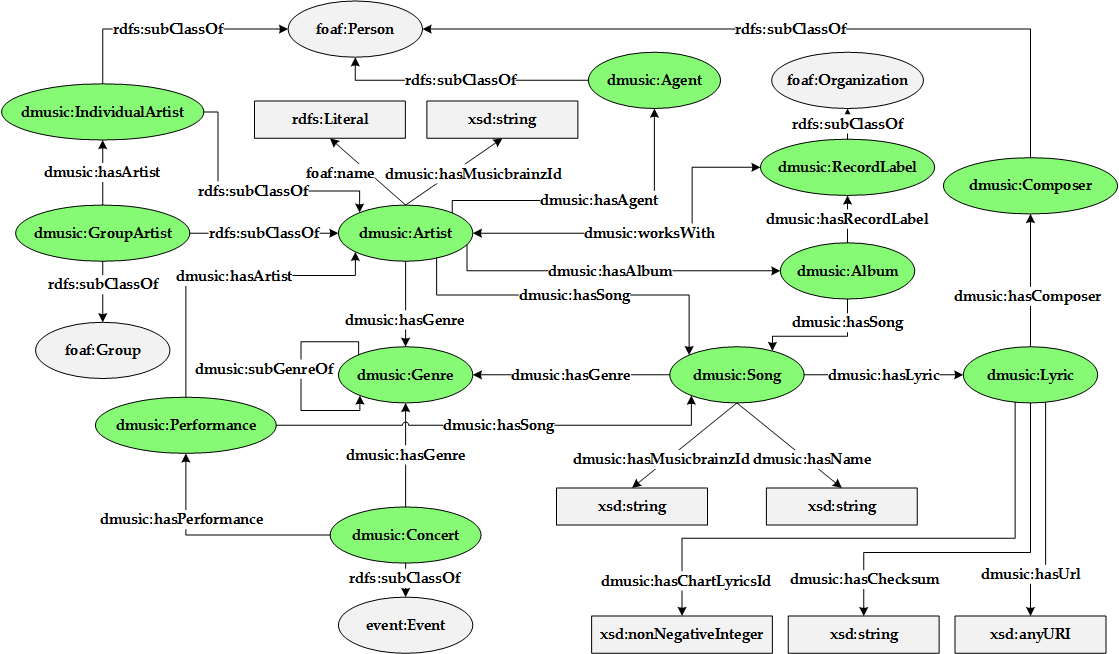 rdfs:subClassOf
foaf:Person
rdfs:subClassOf
rdfs:subClassOf
dmusic:Agent
foaf:Organization
dmusic:IndividualArtist
rdfs:Literal
xsd:string
rdfs:subClassOf
dmusic:hasArtist
foaf:name
dmusic:hasMusicbrainzId
dmusic:RecordLabel
dmusic:Composer
rdfs:subClassOf
dmusic:hasAgent
dmusic:hasRecordLabel
dmusic:GroupArtist
rdfs:subClassOf
dmusic:Artist
dmusic:worksWith
dmusic:hasArtist
dmusic:hasAlbum
dmusic:Album
rdfs:subClassOf
dmusic:hasSong
dmusic:hasComposer
dmusic:hasGenre
dmusic:hasSong
foaf:Group
dmusic:subGenreOf
dmusic:Genre
dmusic:hasGenre
dmusic:Song
dmusic:hasLyric
dmusic:Lyric
dmusic:Performance
dmusic:hasSong
dmusic:hasGenre
dmusic:hasMusicbrainzId
dmusic:hasName
xsd:string
xsd:string
dmusic:hasPerformance
dmusic:Concert
rdfs:subClassOf
dmusic:hasChartLyricsId
dmusic:hasChecksum
dmusic:hasUrl
event:Event
xsd:nonNegativeInteger
xsd:string
xsd:anyURI